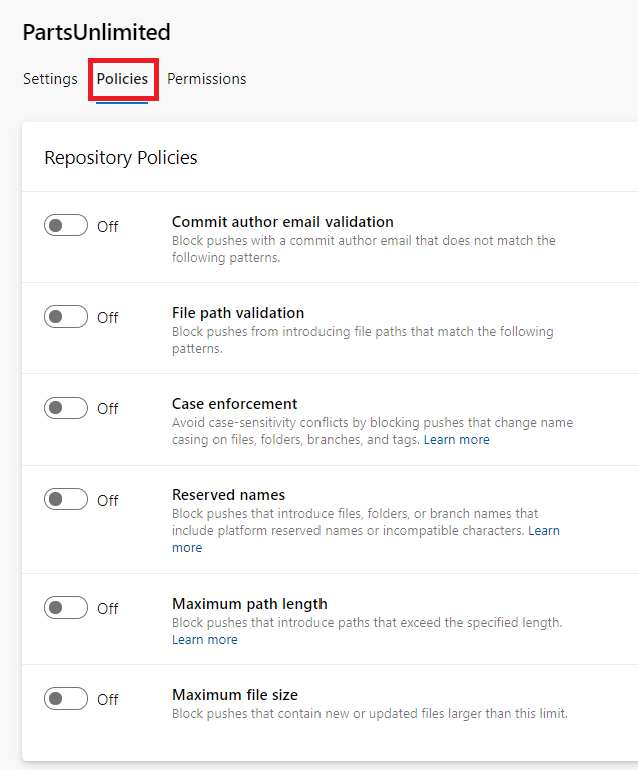 PartsUnlimited
Settings Policies Permissions
Repository Policies
Off
Commit author email validation
Block pushes with a commit author email that does not match the
following patterns.
Off
File path validation
Block pushes from introducing file paths that match the following
patterns.
Off
Case enforcement
Avoid case-sensitivity conflicts by blocking pushes that change name
casing on files, folders, branches, and tags. Learn more
Off
Reserved names
Block pushes that introduce files, folders, or branch names that
include platform reserved names or incompatible characters. Learn
more
Off
Maximum path length
Block pushes that introduce paths that exceed the specified length.
Learn more
Off
Maximum file size
Block pushes that contain new or updated files larger than this limit.